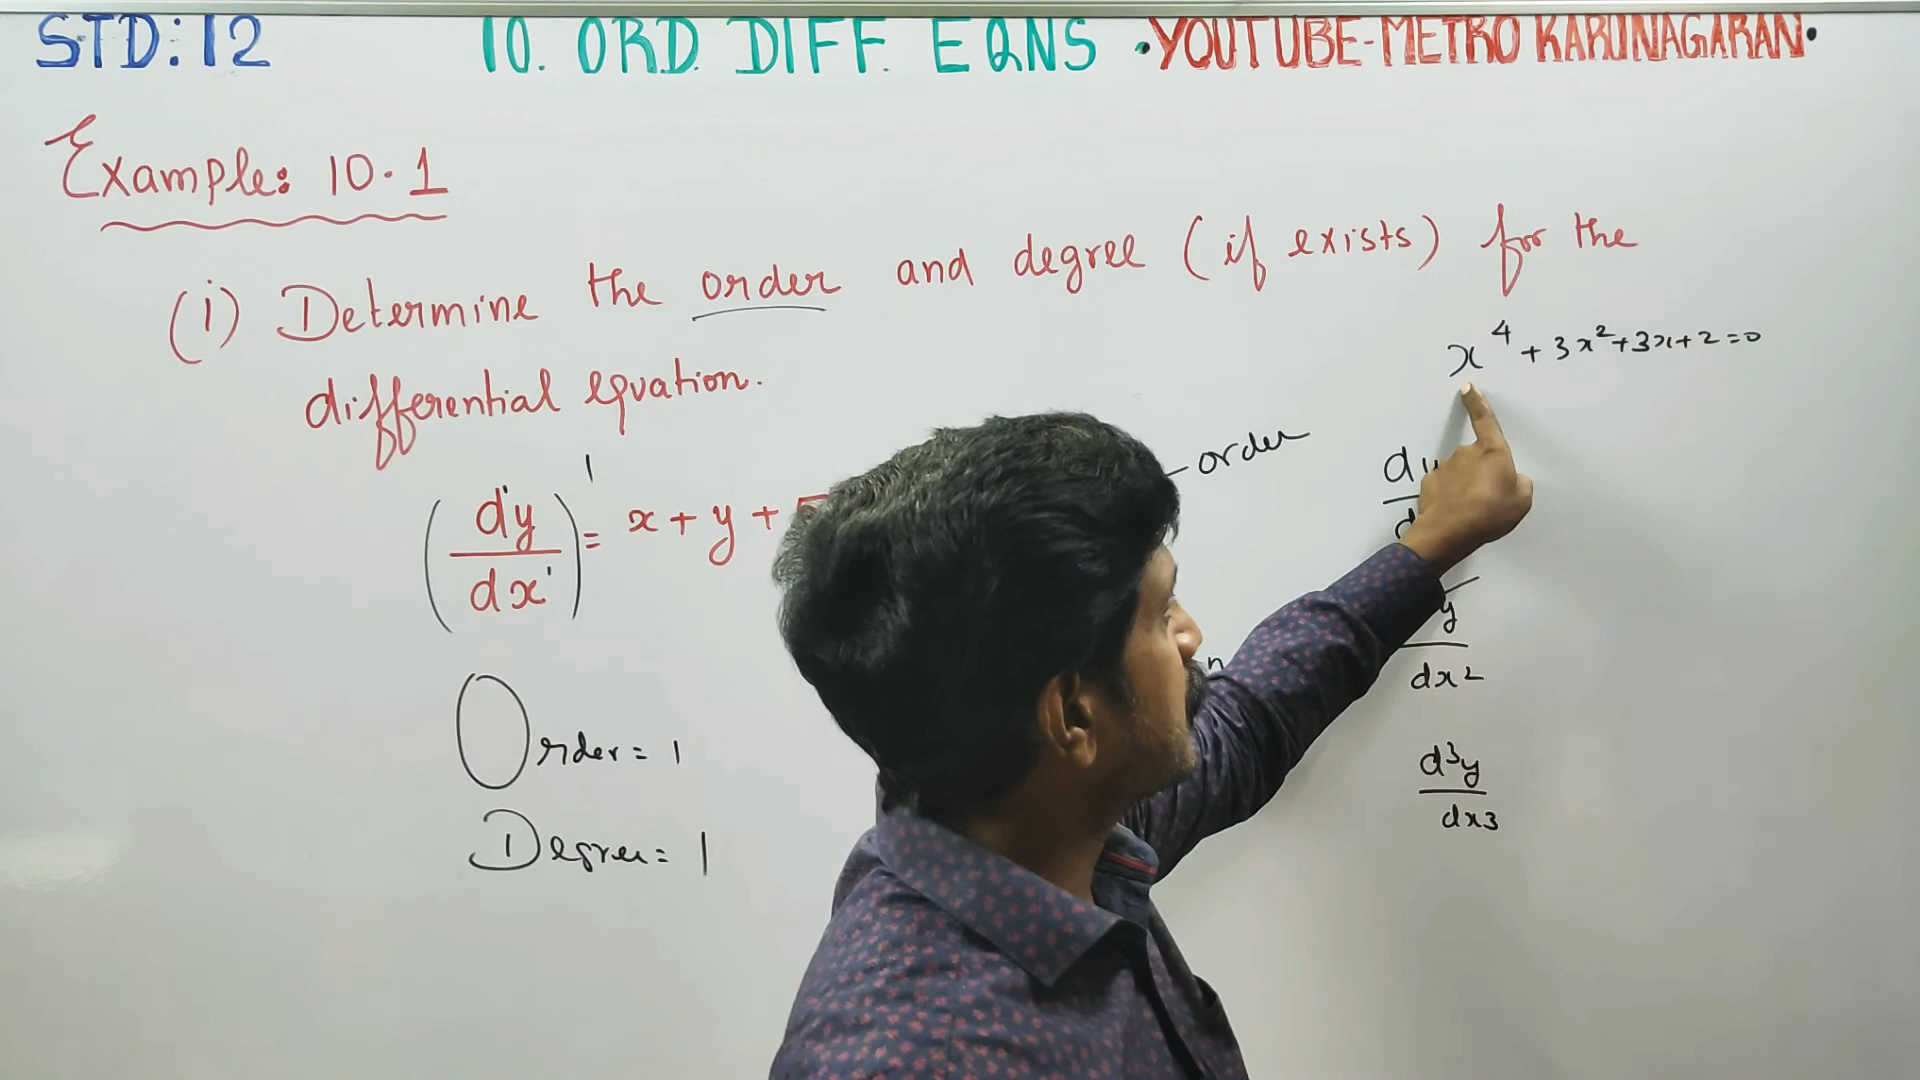 STD: 12 10. ORD. DIFF. EQNS •YOUTUBE-METRO KARUNAGARAN•
Example: 10.1
(i) Determine the order and degree (if exists) for the
differential equation.
x⁴ + 3x² + 3x + 2 = 0
order
(dy/dx)¹ = x + y +
dx²
Order = 1
d³y/dx3
Degree = 1